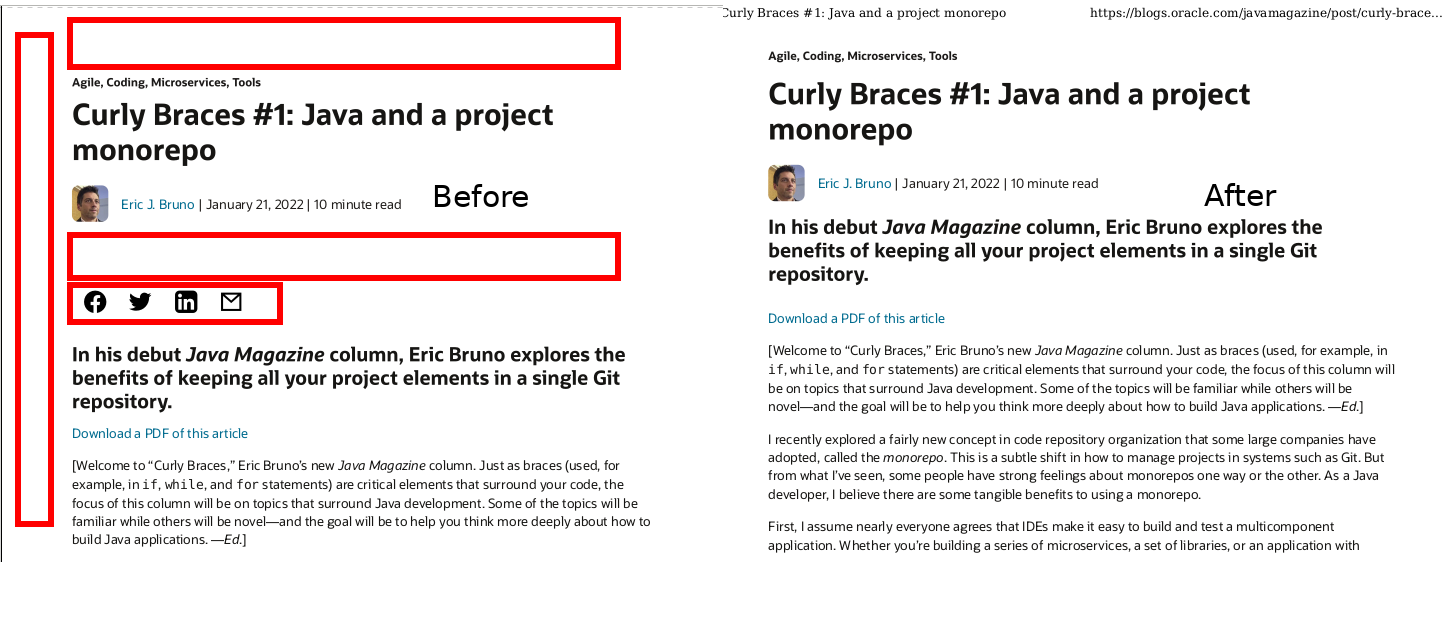 Agile, Coding, Microservices, Tools
Curly Braces #1: Java and a project
monorepo
Eric J. Bruno | January 21, 2022 | 10 minute read
Before
In his debut Java Magazine column, Eric Bruno explores the
benefits of keeping all your project elements in a single Git
repository.
Download a PDF of this article
[Welcome to “Curly Braces,” Eric Bruno’s new Java Magazine column. Just as braces (used, for
example, in if, while, and for statements) are critical elements that surround your code, the
focus of this column will be on topics that surround Java development. Some of the topics will be
familiar while others will be novel—and the goal will be to help you think more deeply about how to
build Java applications. —Ed.]
Curly Braces #1: Java and a project monorepo
https://blogs.oracle.com/javamagazine/post/curly-brace...
Agile, Coding, Microservices, Tools
Curly Braces #1: Java and a project
monorepo
Eric J. Bruno | January 21, 2022 | 10 minute read
After
In his debut Java Magazine column, Eric Bruno explores the
benefits of keeping all your project elements in a single Git
repository.
Download a PDF of this article
[Welcome to “Curly Braces,” Eric Bruno’s new Java Magazine column. Just as braces (used, for example, in
if, while, and for statements) are critical elements that surround your code, the focus of this column will
be on topics that surround Java development. Some of the topics will be familiar while others will be
novel—and the goal will be to help you think more deeply about how to build Java applications. —Ed.]
I recently explored a fairly new concept in code repository organization that some large companies have
adopted, called the monorepo. This is a subtle shift in how to manage projects in systems such as Git. But
from what I’ve seen, some people have strong feelings about monorepos one way or the other. As a Java
developer, I believe there are some tangible benefits to using a monorepo.
First, I assume nearly everyone agrees that IDEs make it easy to build and test a multicomponent
application. Whether you’re building a series of microservices, a set of libraries, or an application with